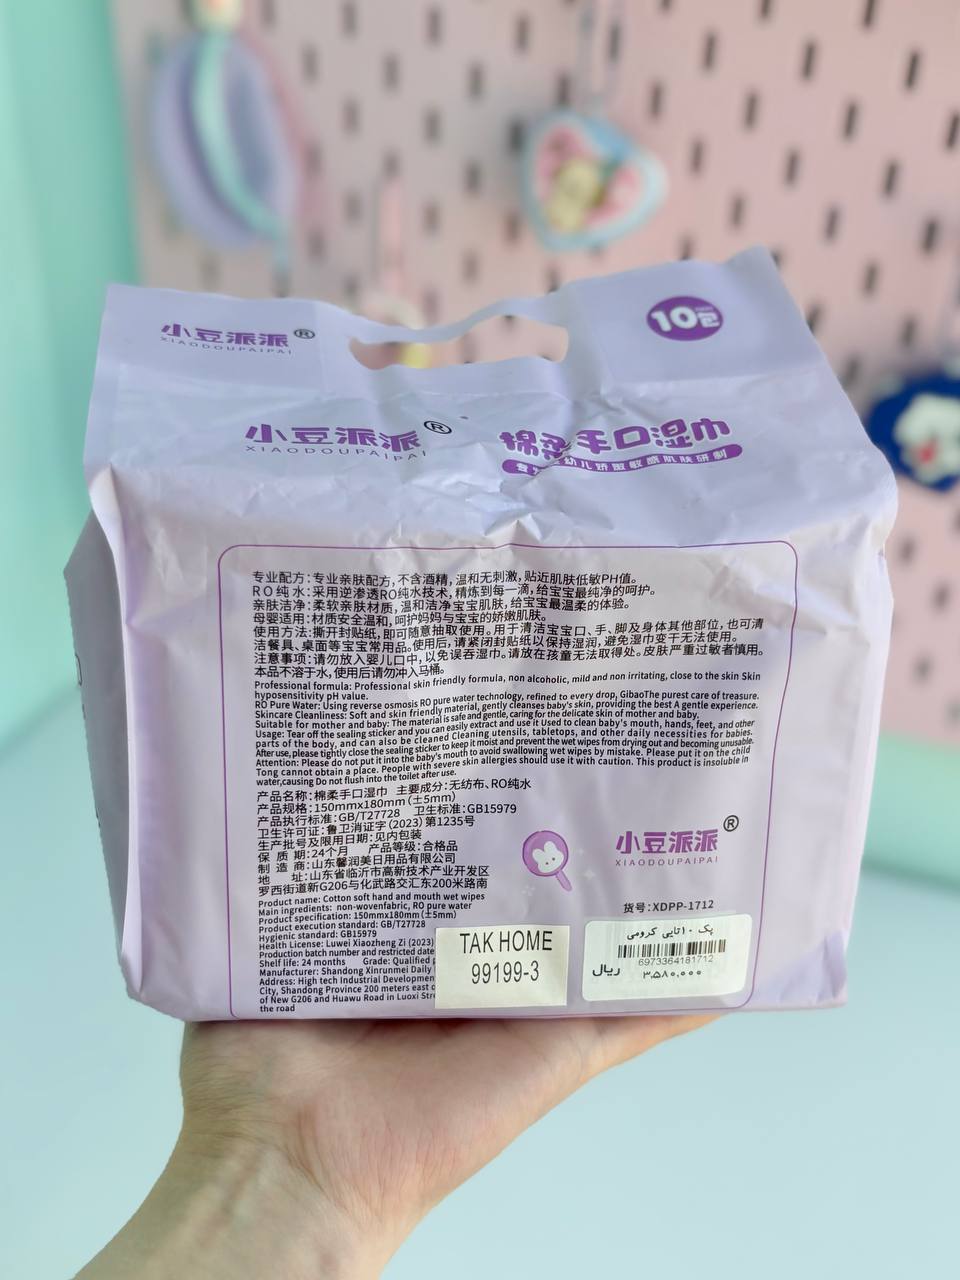 小豆派派®
XIAODOUPAIPAI
10包
小豆派派®
XIAODOUPAIPAI
棉柔手口湿巾
幼儿娇嫩敏感肌肤研制
专业配方:专业亲肤配方,不含酒精,温和无刺激,贴近肌肤低敏PH值。
RO纯水:采用逆渗透RO纯水技术,精炼到每一滴,给宝宝最纯净的呵护。
亲肤洁净:柔软亲肤材质,温和洁净宝宝肌肤,给宝宝最温柔的体验。
母婴适用:材质安全温和,呵护妈妈与宝宝的娇嫩肌肤。
使用方法:撕开封贴纸,即可随意抽取使用。用于清洁宝宝口、手、脚及身体其他部位,也可清
洁餐具、桌面等宝宝常用品。使用后,请紧闭封贴纸以保持湿润,避免湿巾变干无法使用。
注意事项:请勿放入婴儿口中,以免误吞湿巾。请放在孩童无法取得处。皮肤严重过敏者慎用。
本品不溶于水,使用后请勿冲入马桶。
Professional formula: Professional skin friendly formula, non alcoholic, mild and non irritating, close to the skin Skin
hyposensitivity pH value.
RO Pure Water: Using reverse osmosis RO pure water technology, refined to every drop, GibaoThe purest care of treasure.
Skincare Cleanliness: Soft and skin friendly material, gently cleanses baby's skin, providing the best A gentle experience.
Suitable for mother and baby: The material is safe and gentle, caring for the delicate skin of mother and baby.
Usage: Tear off the sealing sticker and you can easily extract and use it Used to clean baby's mouth, hands, feet, and other
parts of the body, and can also be cleaned Cleaning utensils, tabletops, and other daily necessities for babies.
After use, please tightly close the sealing sticker to keep it moist and prevent the wet wipes from drying out and becoming unusable.
Attention: Please do not put it into the baby's mouth to avoid swallowing wet wipes by mistake. Please put it on the child
Tong cannot obtain a place. People with severe skin allergies should use it with caution. This product is insoluble in
water,causing Do not flush into the toilet after use.
产品名称:棉柔手口湿巾 主要成分:无纺布、RO纯水
产品规格:150mmx180mm(±5mm)
产品执行标准:GB/T27728 卫生标准:GB15979
卫生许可证:鲁卫消证字(2023)第1235号
生产批号及限用日期:见内包装
保质期:24个月 产品等级:合格品
制造商:山东馨润美日用品有限公司
地址:山东省临沂市高新技术产业开发区
罗西街道新G206与化武路交汇东200米路南
Product name: Cotton soft hand and mouth wet wipes
Main ingredients: non-wovenfabric, RO pure water
Product specification: 150mmx180mm(±5mm)
Product execution standard: GB/T27728
Hygienic standard: GB15979
Health License: Luwei Xiaozheng Zi (2023)
Production batch number and restricted date
Shelf life: 24 months Grade: Qualified
Manufacturer: Shandong Xinrunmei Daily
Address: High tech Industrial Development
City, Shandong Province 200 meters east
of New G206 and Huawu Road in Luoxi
the road
小豆派派®
XIAODOUPAIPAI
货号:XDPP-1712
TAK HOME
99199-3
پک ۱۰تایی کرومی
6973364181712
۳,۵۸۰,۰۰۰ ریال